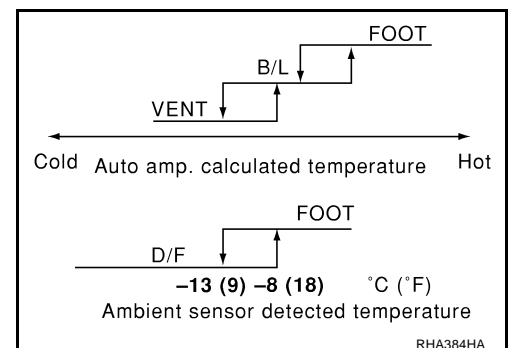 FOOT
B/L
VENT
Cold Auto amp. calculated temperature Hot
FOOT
D/F
–13 (9) –8 (18) °C (°F)
Ambient sensor detected temperature
RHA384HA